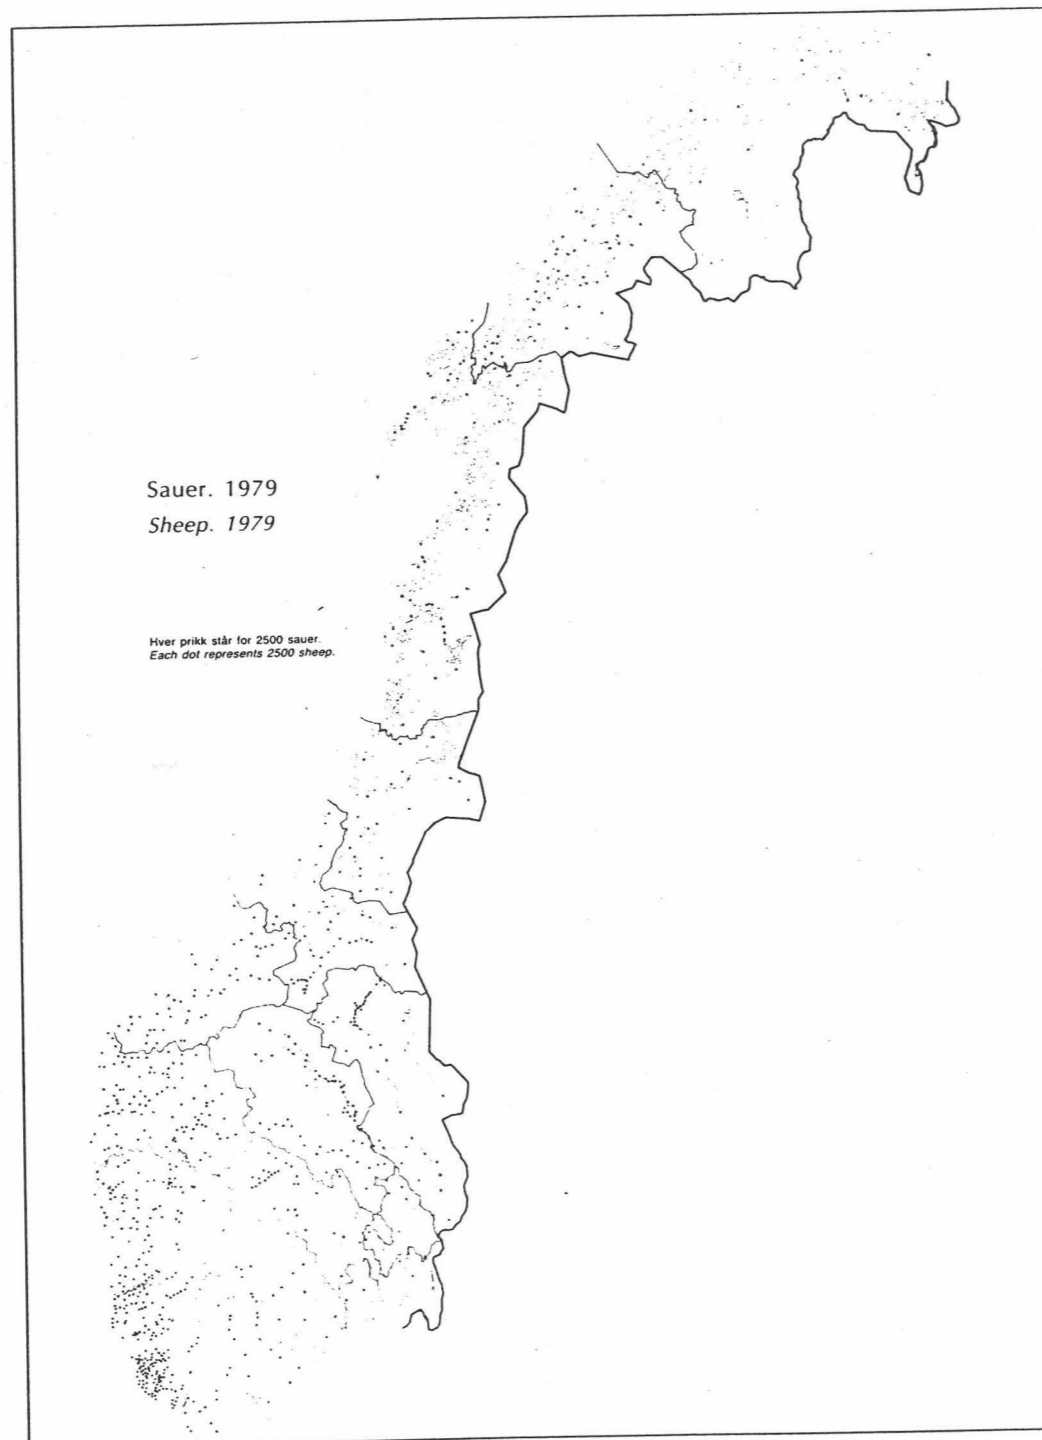 Sauer. 1979
Sheep. 1979
Hver prikk står for 2500 sauer.
Each dot represents 2500 sheep.